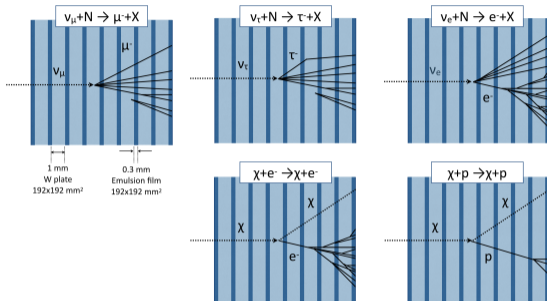 νμ+N → μ⁻+X
μ⁻
νμ
1 mm
W plate
192x192 mm²
0.3 mm
Emulsion film
192x192 mm²
ντ+N → τ⁻+X
τ⁻
ντ
νe+N → e⁻+X
νe
e⁻
χ+e⁻ →χ+e⁻
χ
χ
e⁻
χ+p →χ+p
χ
χ
p